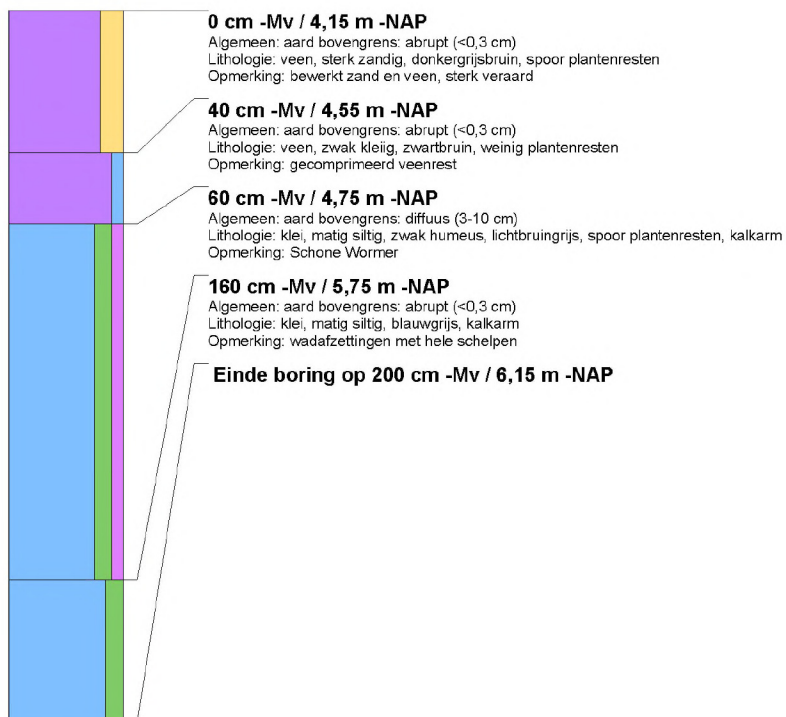 0 cm -Mv / 4,15 m -NAP
Algemeen: aard bovengrens: abrupt (<0,3 cm)
Lithologie: veen, sterk zandig, donkergrijsbruin, spoor plantenresten
Opmerking: bewerkt zand en veen, sterk veraard
40 cm -Mv / 4,55 m -NAP
Algemeen: aard bovengrens: abrupt (<0,3 cm)
Lithologie: veen, zwak kleiig, zwartbruin, weinig plantenresten
Opmerking: gecomprimeerd veenrest
60 cm -Mv / 4,75 m -NAP
Algemeen: aard bovengrens: diffuus (3-10 cm)
Lithologie: klei, matig siltig, zwak humeus, lichtbruingrijs, spoor plantenresten, kalkarm
Opmerking: Schone Wormer
160 cm -Mv / 5,75 m -NAP
Algemeen: aard bovengrens: abrupt (<0,3 cm)
Lithologie: klei, matig siltig, blauwgrijs, kalkarm
Opmerking: wadafzettingen met hele schelpen
Einde boring op 200 cm -Mv / 6,15 m -NAP